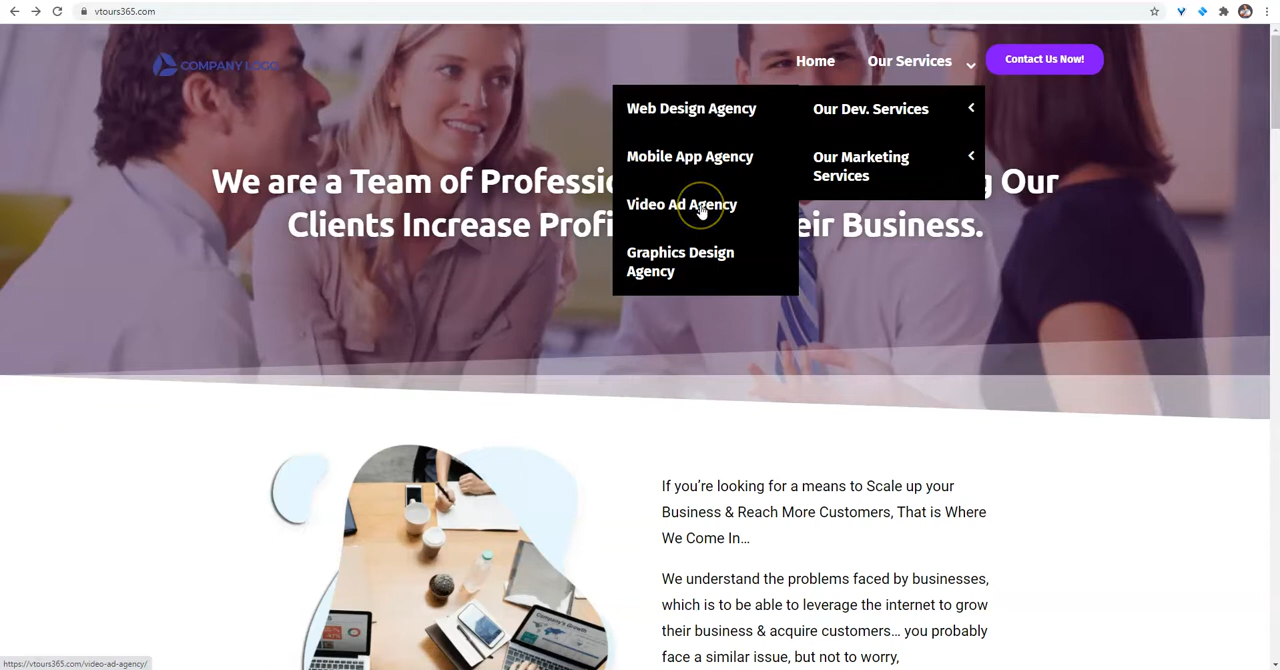 vtours365.com
COMPANY LOGO
Home
Our Services
Contact Us Now!
Web Design Agency
Mobile App Agency
Video Ad Agency
Graphics Design
Agency
Our Dev. Services
Our Marketing
Services
We are a Team of Professio g Our
Clients Increase Profi eir Business.
If you’re looking for a means to Scale up your
Business & Reach More Customers, That is Where
We Come In…
We understand the problems faced by businesses,
which is to be able to leverage the internet to grow
their business & acquire customers… you probably
face a similar issue, but not to worry,
https://vtours365.com/video-ad-agency/